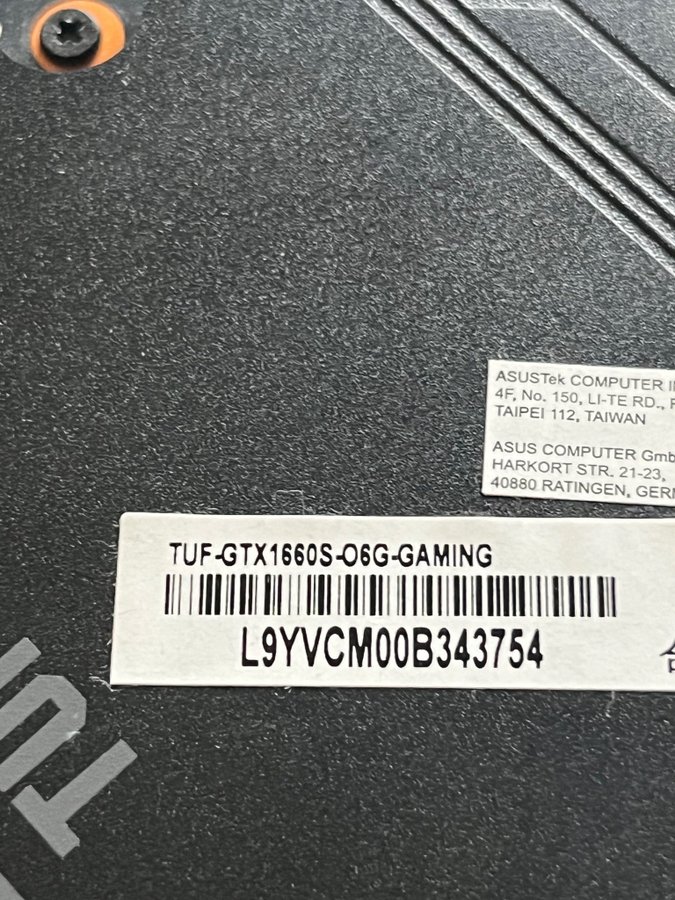 ASUSTek COMPUTER
4F, No. 150, LI-TE RD.,
TAIPEI 112, TAIWAN
ASUS COMPUTER Gmb
HARKORT STR. 21-23,
40880 RATINGEN, GERM
TUF-GTX1660S-O6G-GAMING
L9YVCM00B343754
TU